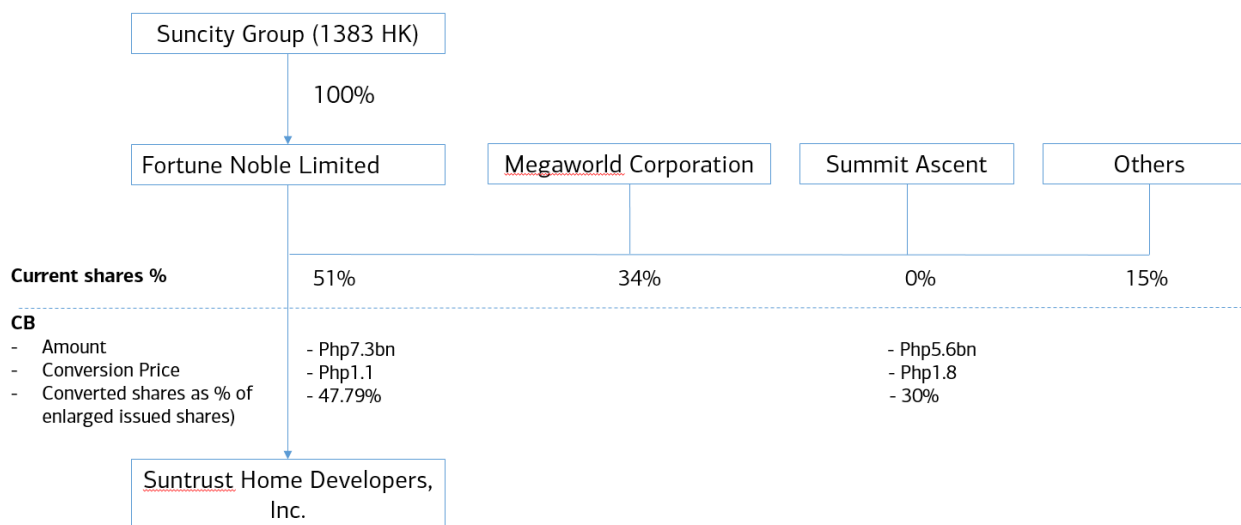 Suncity Group (1383 HK)
100%
Fortune Noble Limited
Megaworld Corporation
Summit Ascent
Others
Current shares %
51%
34%
0%
15%
CB
- Amount
- Php7.3bn
- Php5.6bn
- Conversion Price
- Php1.1
- Php1.8
- Converted shares as % of
- 47.79%
- 30%
enlarged issued shares)
Suntrust Home Developers,
Inc.